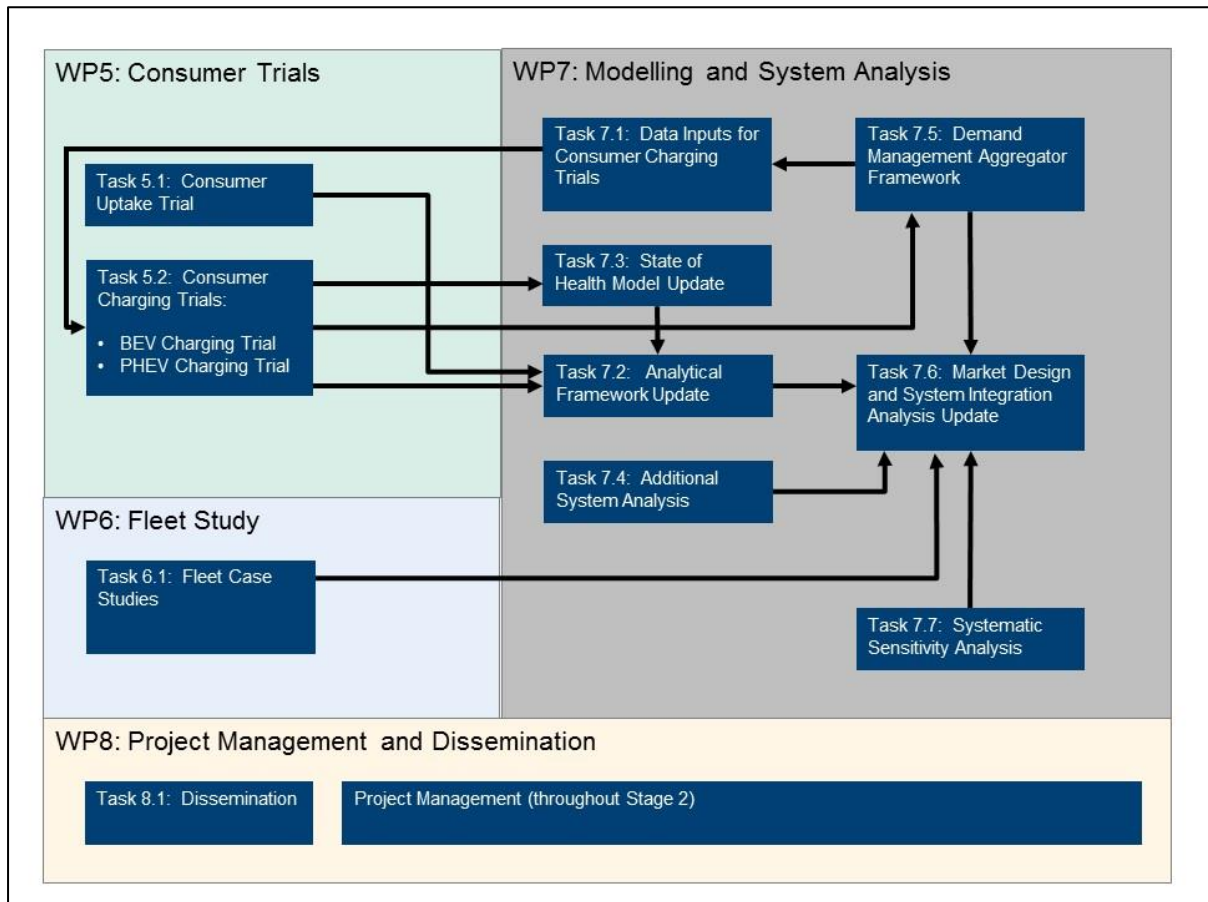 WP5: Consumer Trials
Task 5.1: Consumer
Uptake Trial
Task 5.2: Consumer
Charging Trials:
• BEV Charging Trial
• PHEV Charging Trial
WP7: Modelling and System Analysis
Task 7.1: Data Inputs for
Consumer Charging
Trials
Task 7.5: Demand
Management Aggregator
Framework
Task 7.3: State of
Health Model Update
Task 7.2: Analytical
Framework Update
Task 7.6: Market Design
and System Integration
Analysis Update
Task 7.4: Additional
System Analysis
Task 7.7: Systematic
Sensitivity Analysis
WP6: Fleet Study
Task 6.1: Fleet Case
Studies
WP8: Project Management and Dissemination
Task 8.1: Dissemination
Project Management (throughout Stage 2)